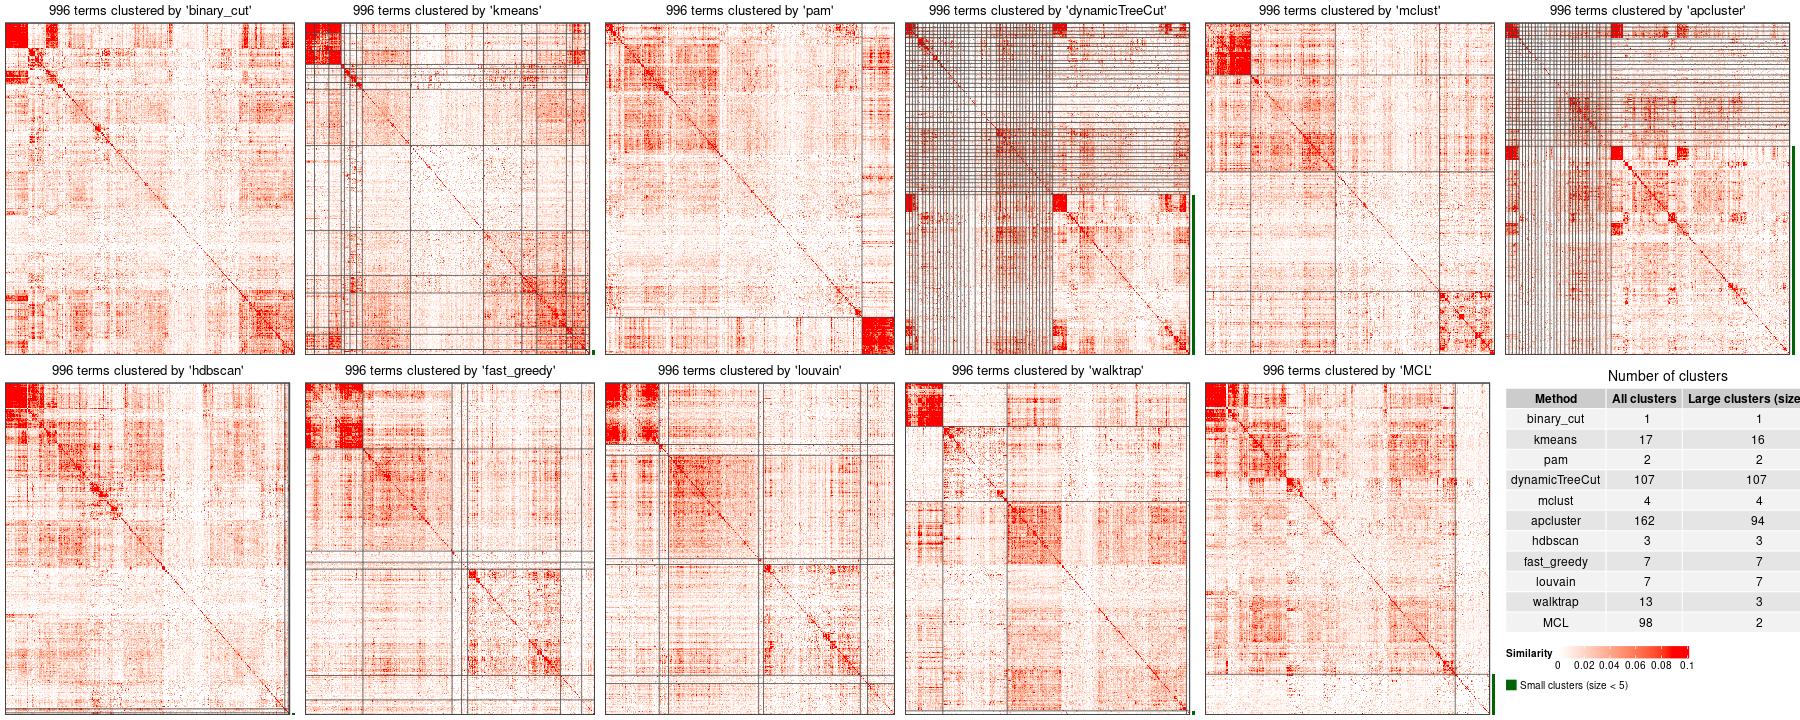 996 terms clustered by 'binary_cut'
996 terms clustered by 'kmeans'
996 terms clustered by 'pam'
996 terms clustered by 'dynamicTreeCut'
996 terms clustered by 'mclust'
996 terms clustered by 'apcluster'
996 terms clustered by 'hdbscan'
996 terms clustered by 'fast_greedy'
996 terms clustered by 'louvain'
996 terms clustered by 'walktrap'
996 terms clustered by 'MCL'
Number of clusters
Method All clusters Large clusters (size
binary_cut 1 1
kmeans 17 16
pam 2 2
dynamicTreeCut 107 107
mclust 4 4
apcluster 162 94
hdbscan 3 3
fast_greedy 7 7
louvain 7 7
walktrap 13 3
MCL 98 2
Similarity
0 0.02 0.04 0.06 0.08 0.1
Small clusters (size < 5)